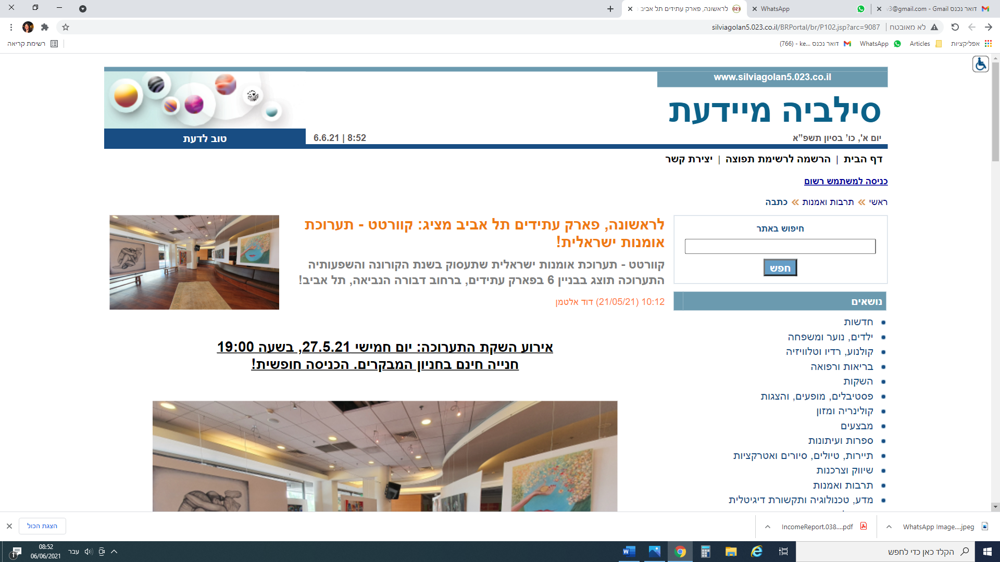 דואר נכנס v3@gmail.com - Gmail
WhatsApp
לראשונה, פארק עתידים תל אביב
לא מאובטח
silviagolan5.023.co.il/BRPortal/br/P102.jsp?arc=9087
אפליקציות
Articles
WhatsApp
דואר נכנס (766) - ke...
רשימת קריאה
www.silviagolan5.023.co.il
סילביה מיידעת
יום א', כו' בסיון תשפ"א
6.6.21 | 8:52
טוב לדעת
דף הבית | הרשמה לרשימת תפוצה | יצירת קשר
כניסה למשתמש רשום
ראשי » תרבות ואמנות » כתבה
חיפוש באתר
חפש
נושאים
חדשות
ילדים, נוער ומשפחה
קולנוע, רדיו וטלוויזיה
בריאות ורפואה
השקות
פסטיבלים, מופעים, והצגות
קולינריה ומזון
מבצעים
ספרות ועיתונות
תיירות, טיולים, סיורים ואטרקציות
שיווק וצרכנות
תרבות ואמנות
מדע, טכנולוגיה ותקשורת דיגיטלית
לראשונה, פארק עתידים תל אביב מציג: קוורטט - תערוכת
אומנות ישראלית!
קוורטט - תערוכת אומנות ישראלית שתעסוק בשנת הקורונה והשפעותיה
התערוכה תוצג בבניין 6 בפארק עתידים, ברחוב דבורה הנביאה, תל אביב!
10:12 (21/05/21) דוד אלטמן
אירוע השקת התערוכה: יום חמישי 27.5.21, בשעה 19:00
חנייה חינם בחניון המבקרים. הכניסה חופשית!
WhatsApp Image....jpeg
IncomeReport.038....pdf
הצגת הכול
הקלד כאן כדי לחפש
עבר
08:52
06/06/2021
1